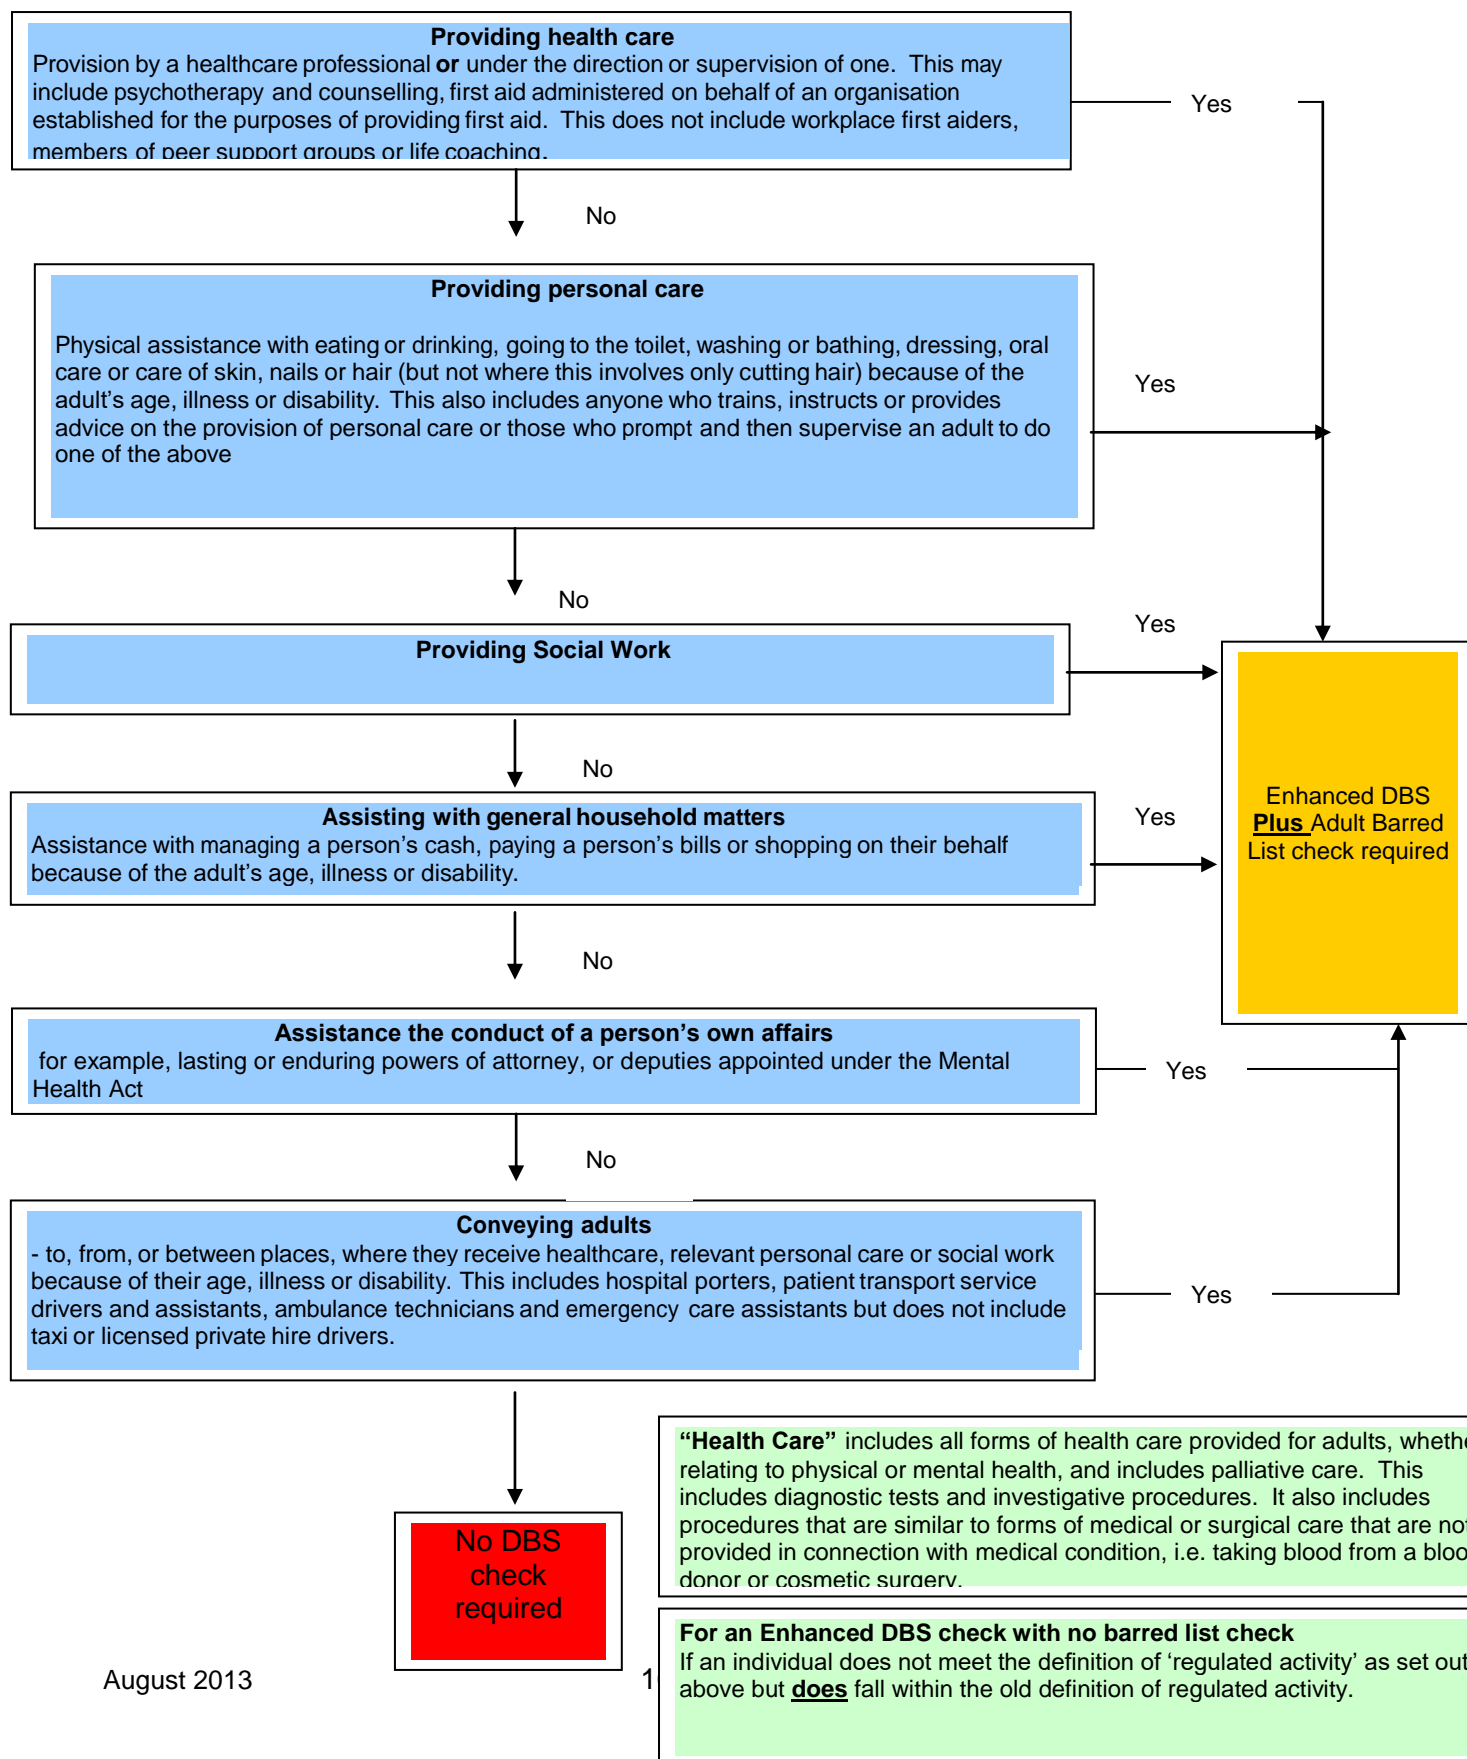 Providing health care
Provision by a healthcare professional or under the direction or supervision of one. This may
include psychotherapy and counselling, first aid administered on behalf of an organisation
established for the purposes of providing first aid. This does not include workplace first aiders,
members of peer support groups or life coaching.
Yes
No
Providing personal care
Physical assistance with eating or drinking, going to the toilet, washing or bathing, dressing, oral
care or care of skin, nails or hair (but not where this involves only cutting hair) because of the
adult's age, illness or disability. This also includes anyone who trains, instructs or provides
advice on the provision of personal care or those who prompt and then supervise an adult to do
one of the above
Yes
No
Providing Social Work
Yes
No
Assisting with general household matters
Assistance with managing a person's cash, paying a person's bills or shopping on their behalf
because of the adult's age, illness or disability.
Yes
Enhanced DBS
Plus Adult Barred
List check required
No
Assistance the conduct of a person's own affairs
for example, lasting or enduring powers of attorney, or deputies appointed under the Mental
Health Act
Yes
No
Conveying adults
- to, from, or between places, where they receive healthcare, relevant personal care or social work
because of their age, illness or disability. This includes hospital porters, patient transport service
drivers and assistants, ambulance technicians and emergency care assistants but does not include
taxi or licensed private hire drivers.
Yes
No DBS
check
required
"Health Care" includes all forms of health care provided for adults, whethe
relating to physical or mental health, and includes palliative care. This
includes diagnostic tests and investigative procedures. It also includes
procedures that are similar to forms of medical or surgical care that are not
provided in connection with medical condition, i.e. taking blood from a bloo
donor or cosmetic surgery.
For an Enhanced DBS check with no barred list check
If an individual does not meet the definition of 'regulated activity' as set out
above but does fall within the old definition of regulated activity.
August 2013
1